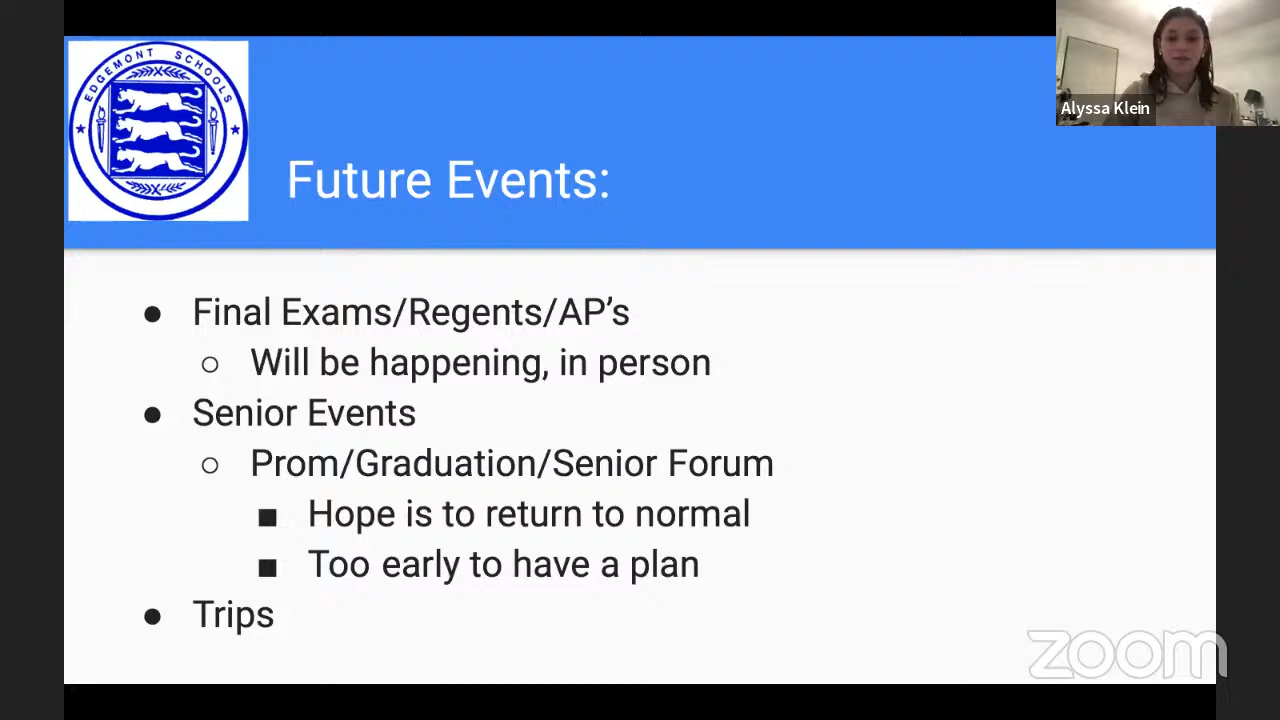 EDGEMONT SCHOOLS
Alyssa Klein
Future Events:
● Final Exams/Regents/AP’s
○ Will be happening, in person
● Senior Events
○ Prom/Graduation/Senior Forum
■ Hope is to return to normal
■ Too early to have a plan
● Trips
zoom